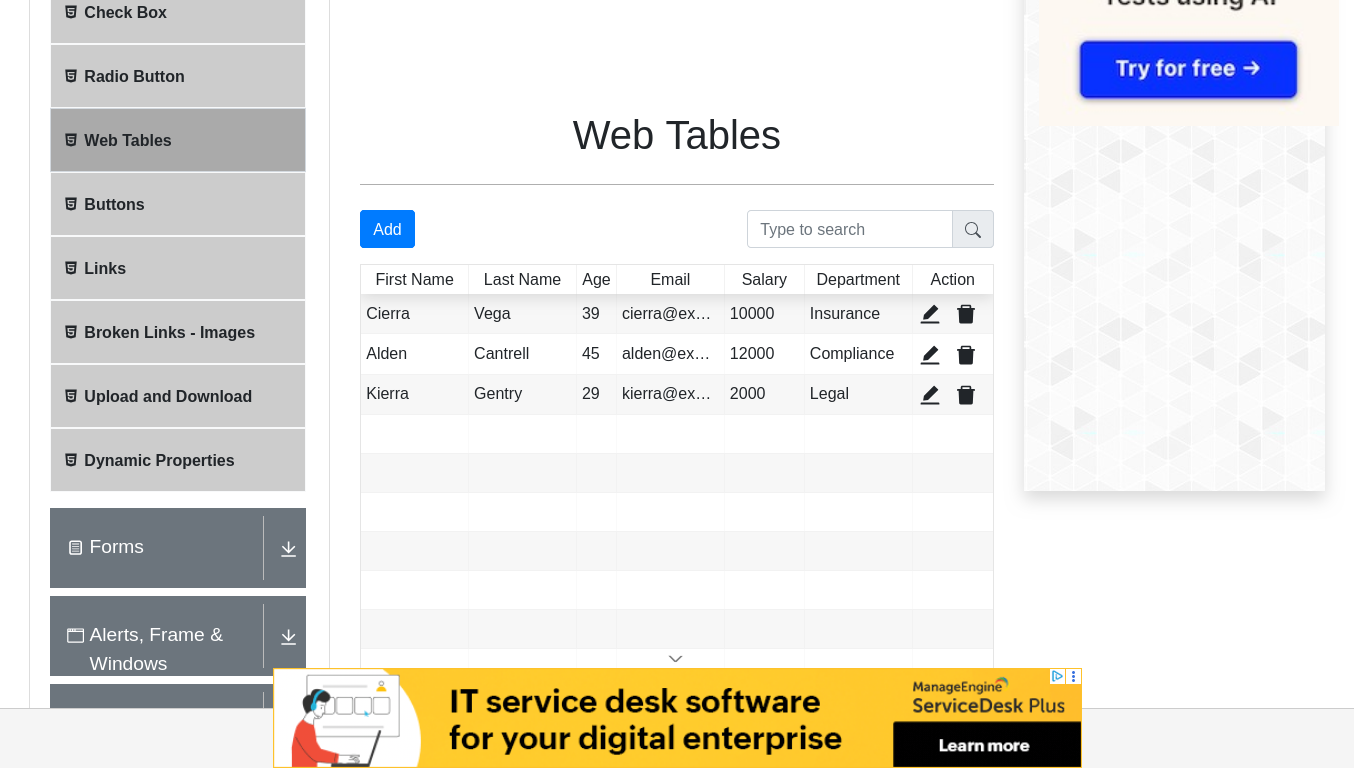 Check Box
Radio Button
Web Tables
Buttons
Links
Broken Links - Images
Upload and Download
Dynamic Properties
Forms
Alerts, Frame &
Windows
Web Tables
Add
Type to search
First Name Last Name Age Email Salary Department Action
Cierra Vega 39 cierra@ex… 10000 Insurance
Alden Cantrell 45 alden@ex… 12000 Compliance
Kierra Gentry 29 kierra@ex… 2000 Legal
Tests using AI
Try for free →
IT service desk software
for your digital enterprise
ManageEngine
ServiceDesk Plus
Learn more